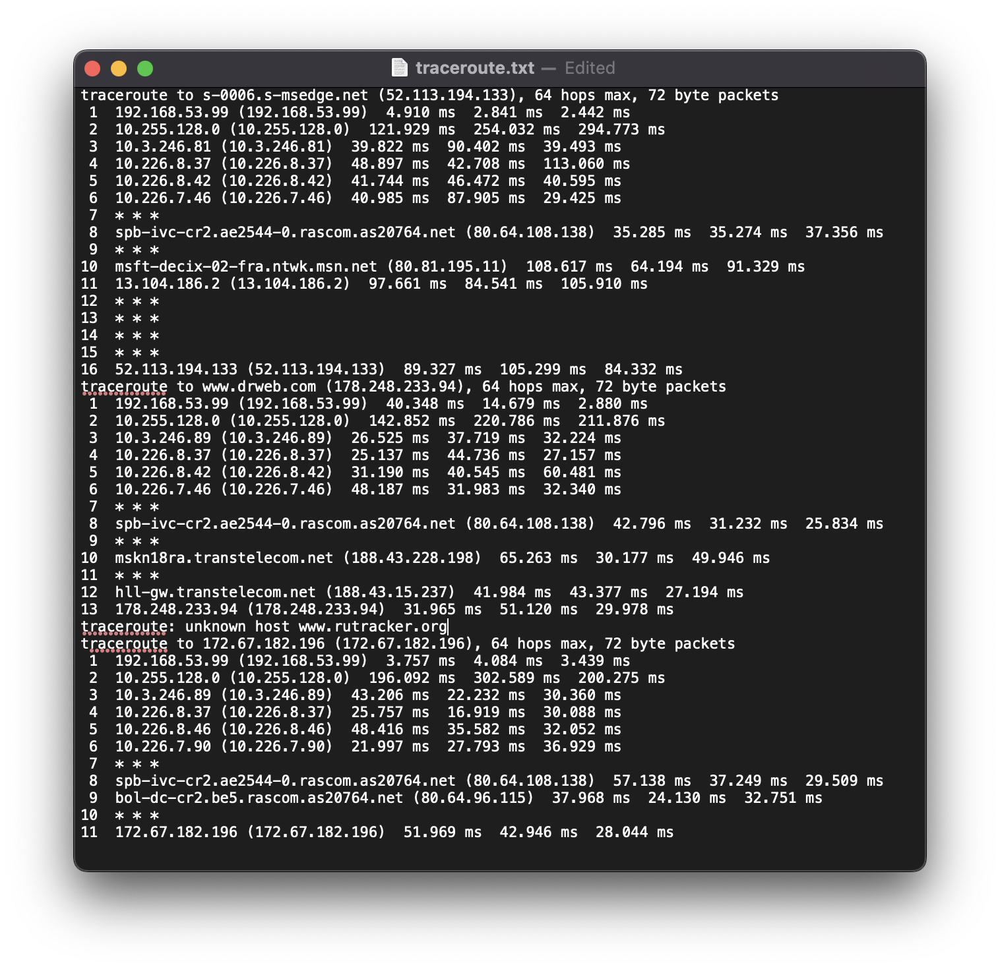 traceroute.txt — Edited
traceroute to s-0006.s-msedge.net (52.113.194.133), 64 hops max, 72 byte packets
 1  192.168.53.99 (192.168.53.99)  4.910 ms  2.841 ms  2.442 ms
 2  10.255.128.0 (10.255.128.0)  121.929 ms  254.032 ms  294.773 ms
 3  10.3.246.81 (10.3.246.81)  39.822 ms  90.402 ms  39.493 ms
 4  10.226.8.37 (10.226.8.37)  48.897 ms  42.708 ms  113.060 ms
 5  10.226.8.42 (10.226.8.42)  41.744 ms  46.472 ms  40.595 ms
 6  10.226.7.46 (10.226.7.46)  40.985 ms  87.905 ms  29.425 ms
 7  * * *
 8  spb-ivc-cr2.ae2544-0.rascom.as20764.net (80.64.108.138)  35.285 ms  35.274 ms  37.356 ms
 9  * * *
10  msft-decix-02-fra.ntwk.msn.net (80.81.195.11)  108.617 ms  64.194 ms  91.329 ms
11  13.104.186.2 (13.104.186.2)  97.661 ms  84.541 ms  105.910 ms
12  * * *
13  * * *
14  * * *
15  * * *
16  52.113.194.133 (52.113.194.133)  89.327 ms  105.299 ms  84.332 ms
traceroute to www.drweb.com (178.248.233.94), 64 hops max, 72 byte packets
 1  192.168.53.99 (192.168.53.99)  40.348 ms  14.679 ms  2.880 ms
 2  10.255.128.0 (10.255.128.0)  142.852 ms  220.786 ms  211.876 ms
 3  10.3.246.89 (10.3.246.89)  26.525 ms  37.719 ms  32.224 ms
 4  10.226.8.37 (10.226.8.37)  25.137 ms  44.736 ms  27.157 ms
 5  10.226.8.42 (10.226.8.42)  31.190 ms  40.545 ms  60.481 ms
 6  10.226.7.46 (10.226.7.46)  48.187 ms  31.983 ms  32.340 ms
 7  * * *
 8  spb-ivc-cr2.ae2544-0.rascom.as20764.net (80.64.108.138)  42.796 ms  31.232 ms  25.834 ms
 9  * * *
10  mskn18ra.transtelecom.net (188.43.228.198)  65.263 ms  30.177 ms  49.946 ms
11  * * *
12  hll-gw.transtelecom.net (188.43.15.237)  41.984 ms  43.377 ms  27.194 ms
13  178.248.233.94 (178.248.233.94)  31.965 ms  51.120 ms  29.978 ms
traceroute: unknown host www.rutracker.org
traceroute to 172.67.182.196 (172.67.182.196), 64 hops max, 72 byte packets
 1  192.168.53.99 (192.168.53.99)  3.757 ms  4.084 ms  3.439 ms
 2  10.255.128.0 (10.255.128.0)  196.092 ms  302.589 ms  200.275 ms
 3  10.3.246.89 (10.3.246.89)  43.206 ms  22.232 ms  30.360 ms
 4  10.226.8.37 (10.226.8.37)  25.757 ms  16.919 ms  30.088 ms
 5  10.226.8.46 (10.226.8.46)  48.416 ms  35.582 ms  32.052 ms
 6  10.226.7.90 (10.226.7.90)  21.997 ms  27.793 ms  36.929 ms
 7  * * *
 8  spb-ivc-cr2.ae2544-0.rascom.as20764.net (80.64.108.138)  57.138 ms  37.249 ms  29.509 ms
 9  bol-dc-cr2.be5.rascom.as20764.net (80.64.96.115)  37.968 ms  24.130 ms  32.751 ms
10  * * *
11  172.67.182.196 (172.67.182.196)  51.969 ms  42.946 ms  28.044 ms